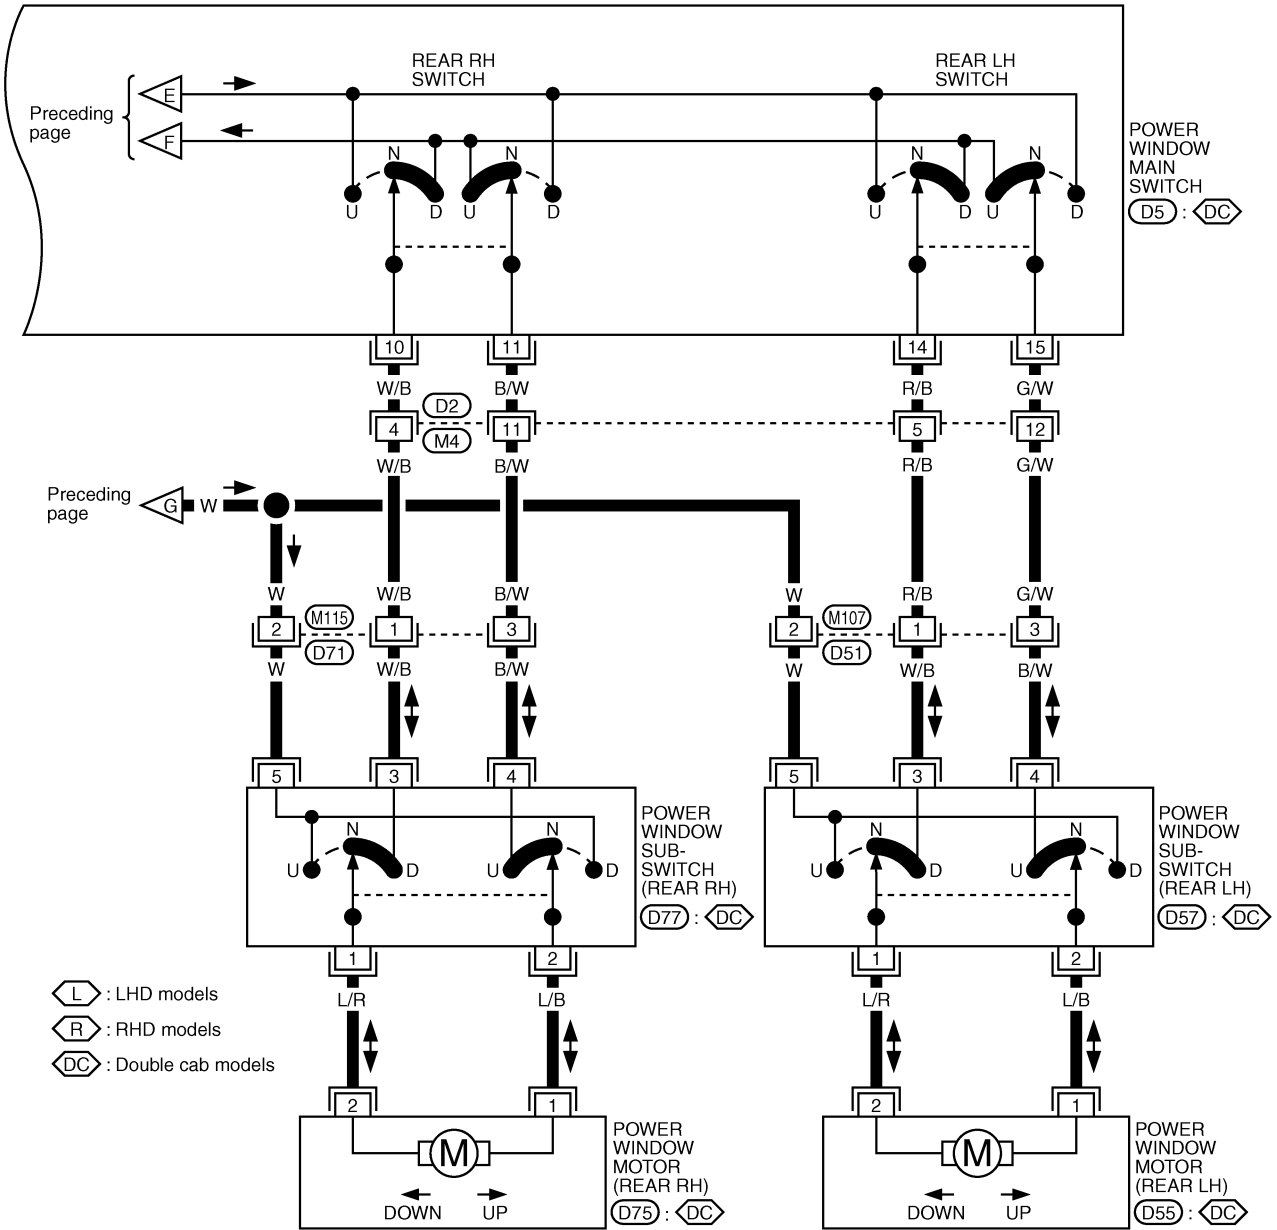 REAR RH
SWITCH
REAR LH
SWITCH
E
Preceding
page
F
N
N
N
N
U
D
U
D
U
D
U
D
POWER
WINDOW
MAIN
SWITCH
D5 : DC
10
11
14
15
W/B
B/W
R/B
G/W
D2
4
11
5
12
M4
W/B
B/W
R/B
G/W
Preceding
page
G
W
W
W/B
B/W
W
R/B
G/W
M115
M107
2
1
3
2
1
3
D71
D51
W
W/B
B/W
W
W/B
B/W
5
3
4
5
3
4
N
N
N
N
U
D
U
D
U
D
U
D
POWER
WINDOW
SUB-
SWITCH
(REAR RH)
D77 : DC
POWER
WINDOW
SUB-
SWITCH
(REAR LH)
D57 : DC
1
2
1
2
L : LHD models
R : RHD models
DC : Double cab models
L/R
L/B
L/R
L/B
2
1
2
1
M
DOWN
UP
POWER
WINDOW
MOTOR
(REAR RH)
D75 : DC
M
DOWN
UP
POWER
WINDOW
MOTOR
(REAR LH)
D55 : DC